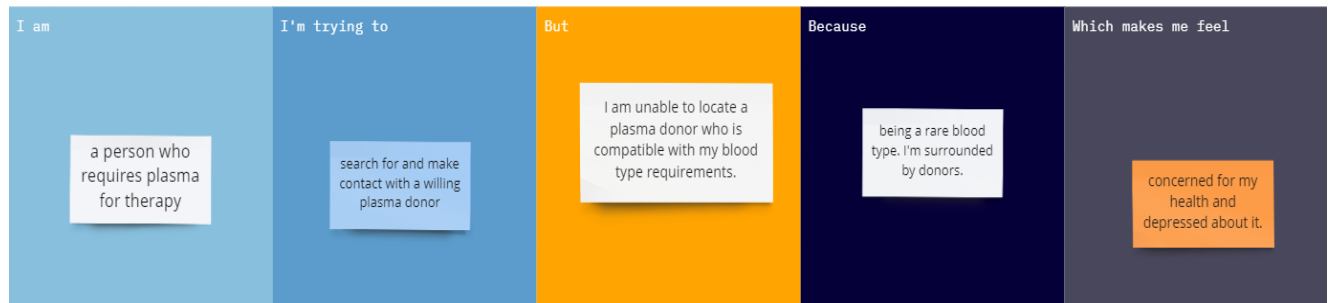 I am
a person who
requires plasma
for therapy
I'm trying to
search for and make
contact with a willing
plasma donor
But
I am unable to locate a
plasma donor who is
compatible with my blood
type requirements.
Because
being a rare blood
type. I'm surrounded
by donors.
Which makes me feel
concerned for my
health and
depressed about it.